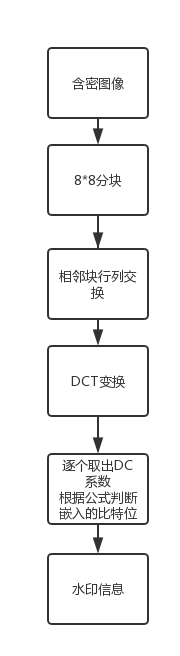 含密图像
8*8分块
相邻块行列交
换
DCT变换
逐个取出DC
系数
根据公式判断
嵌入的比特位
水印信息